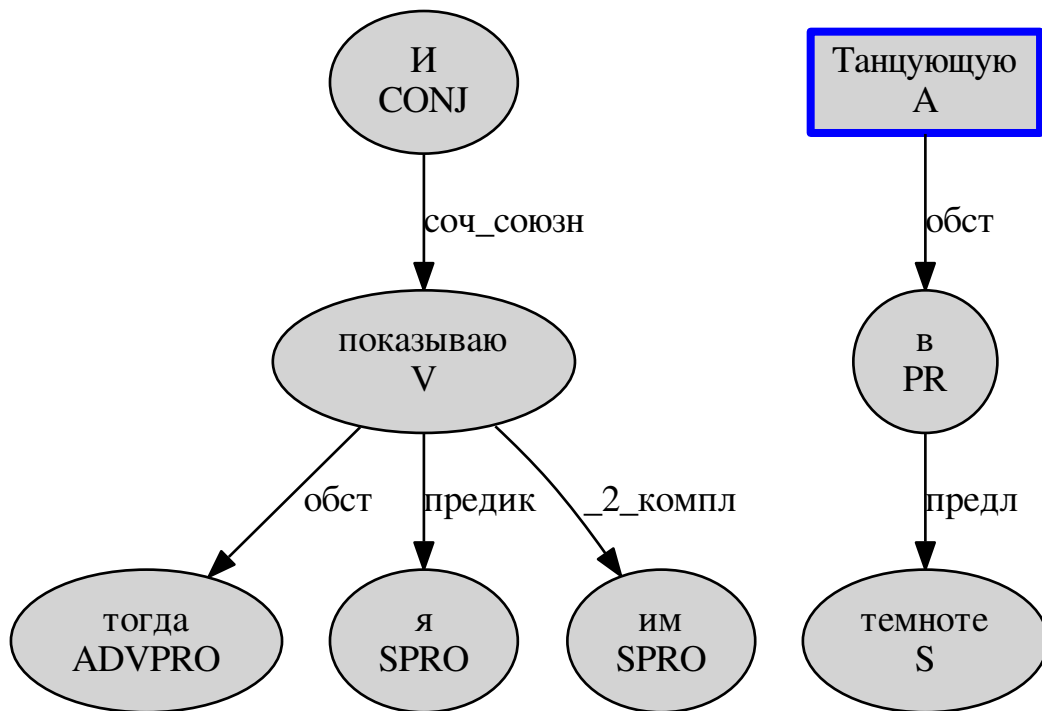 И
CONJ
Танцующую
A
соч_союзн
обст
показываю
V
в
PR
обст
предик
_2_компл
предл
тогда
ADVPRO
я
SPRO
им
SPRO
темноте
S